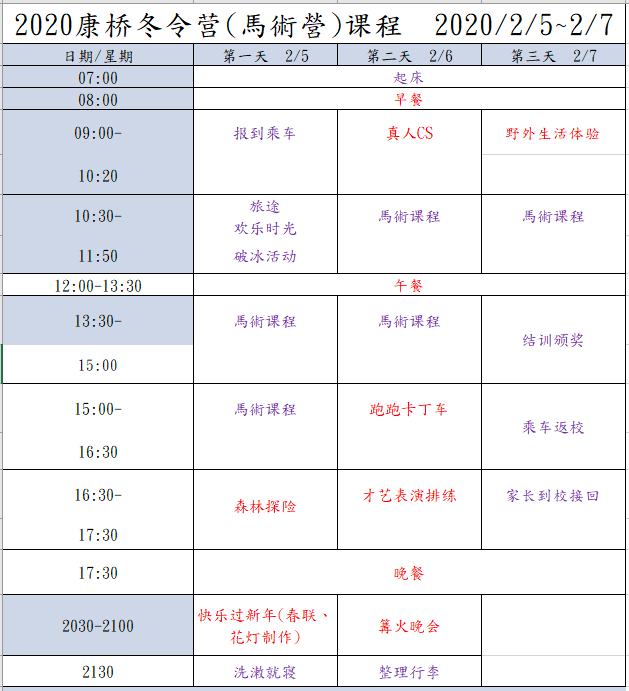 2020康桥冬令营(馬術營)课程 2020/2/5~2/7
日期/星期 第一天 2/5 第二天 2/6 第三天 2/7
07:00 起床
08:00 早餐
09:00- 报到乘车 真人CS 野外生活体验
10:20
旅途
10:30- 馬術课程 馬術课程
欢乐时光
11:50 破冰活动
12:00-13:30 午餐
13:30- 馬術课程 馬術课程
结训颁奖
15:00
15:00- 馬術课程 跑跑卡丁车
乘车返校
16:30
16:30- 才艺表演排练 家长到校接回
森林探险
17:30
17:30 晚餐
快乐过新年(春联、
2030-2100 篝火晚会
花灯制作)
2130 洗漱就寝 整理行李